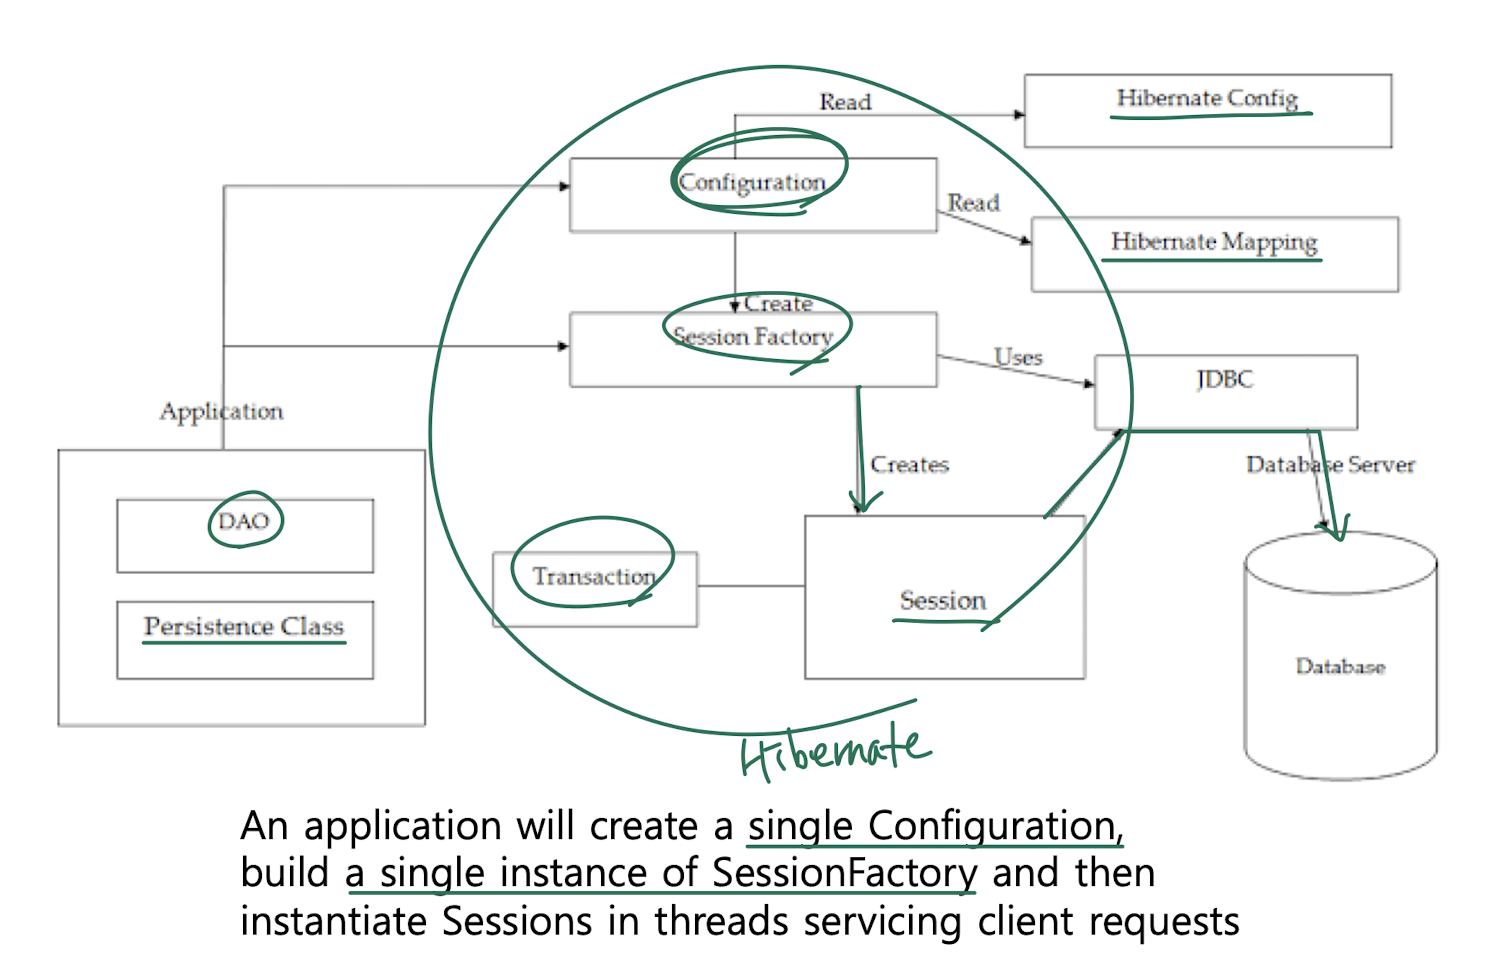 Read
Hibernate Config
Configuration
Read
Hibernate Mapping
Create
Session Factory
Uses
JDBC
Application
Creates
Database Server
DAO
Transaction
Session
Persistence Class
Database
Hibernate
An application will create a single Configuration,
build a single instance of SessionFactory and then
instantiate Sessions in threads servicing client requests